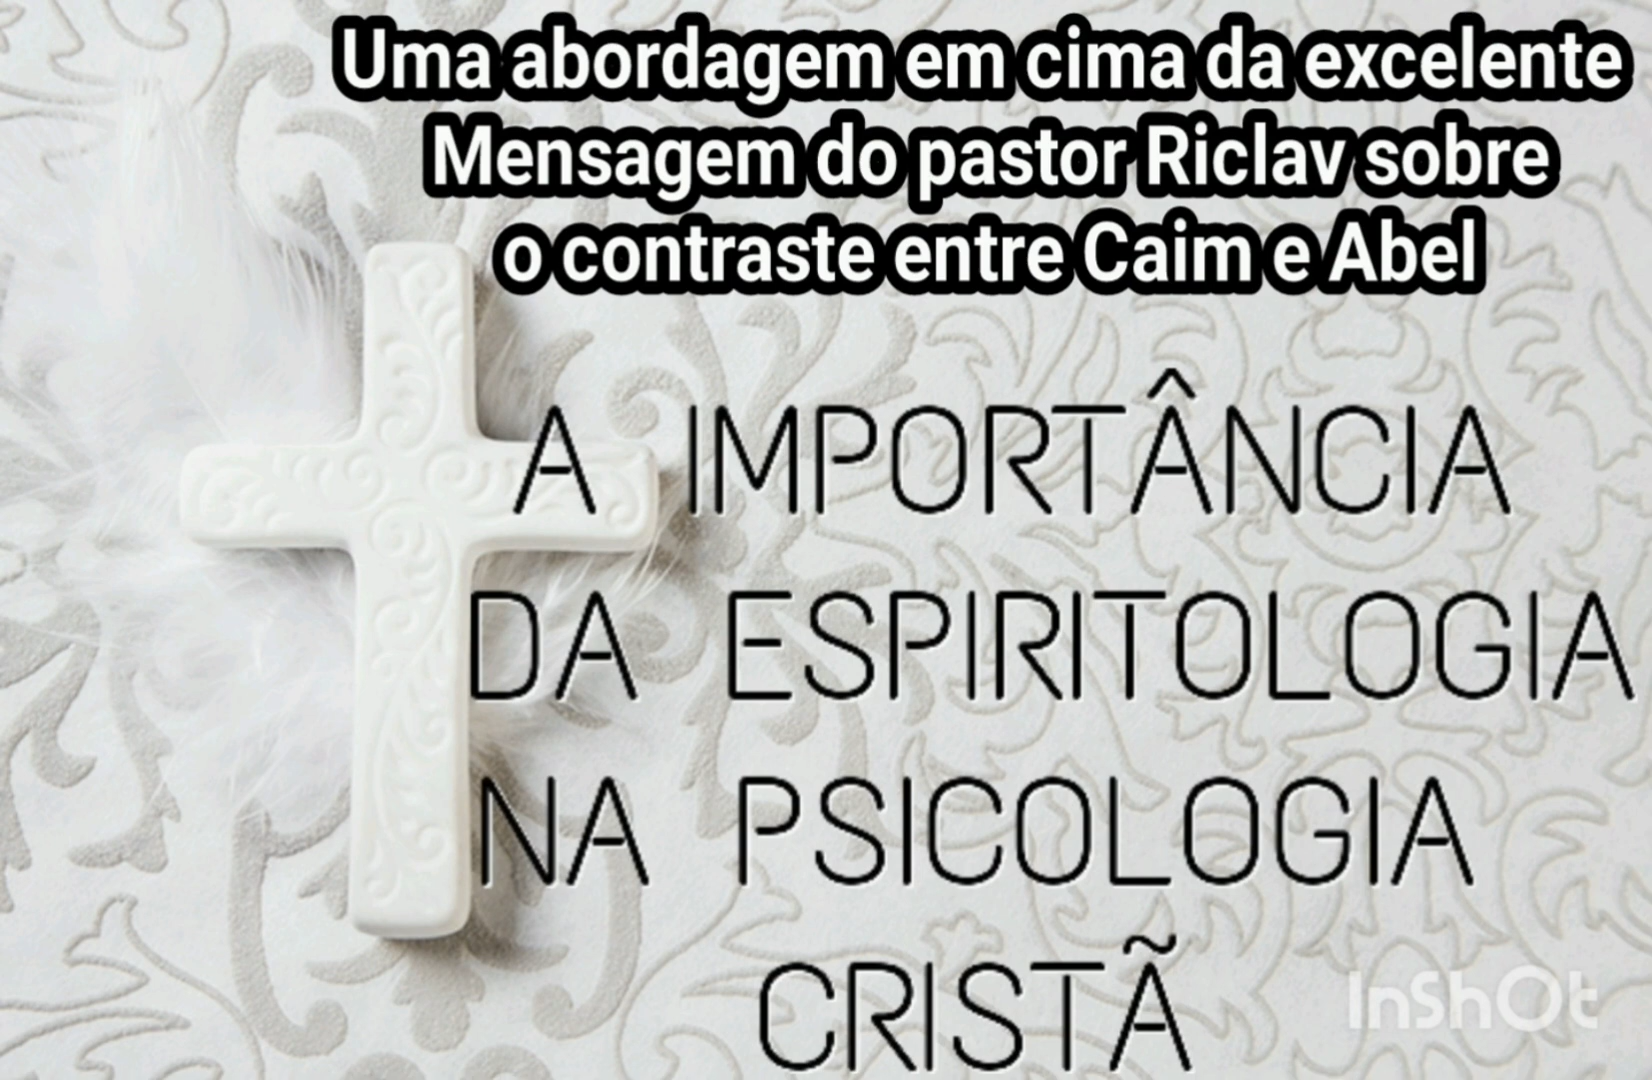 Uma abordagem em cima da excelente
Mensagem do pastor Riclav sobre
o contraste entre Caim e Abel
A IMPORTÂNCIA
DA ESPIRITOLOGIA
NA PSICOLOGIA
CRISTÃ
InShOt